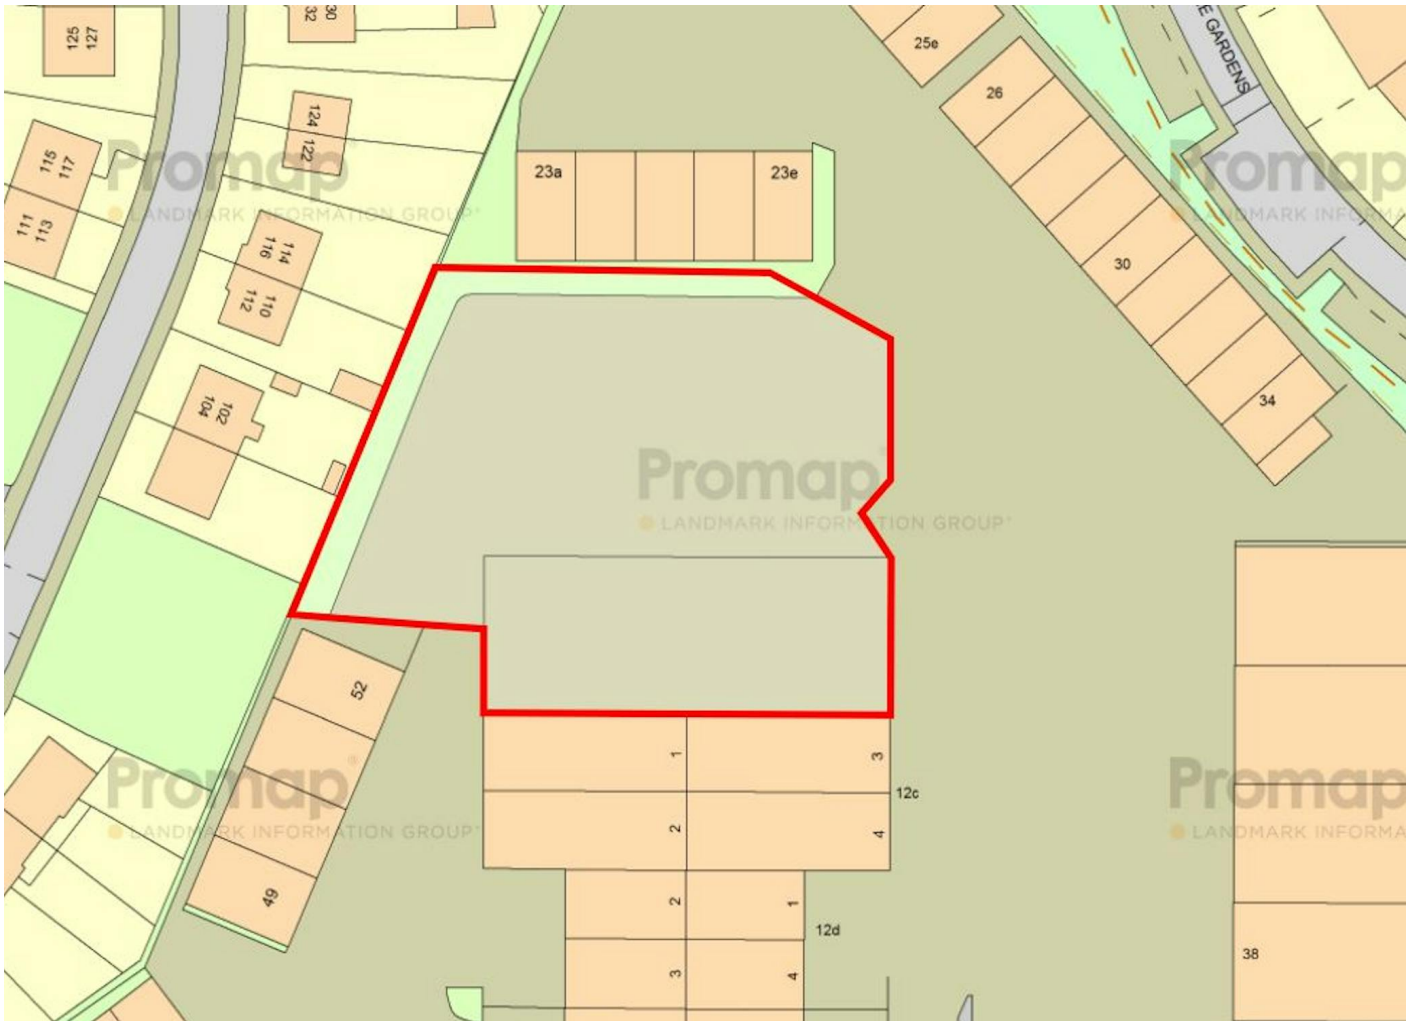 125
127
32
30
25e
E GARDENS
26
124
122
115
117
111
113
23a
23e
Promap
LANDMARK INFORMATION GROUP
Promap
LANDMARK INFORMA
114
116
110
112
30
102
104
34
Promap
LANDMARK INFORMATION GROUP
52
1
3
12c
Promap
LANDMARK INFORMATION GROUP
Promap
LANDMARK INFORMA
2
4
49
2
1
12d
38
3
4